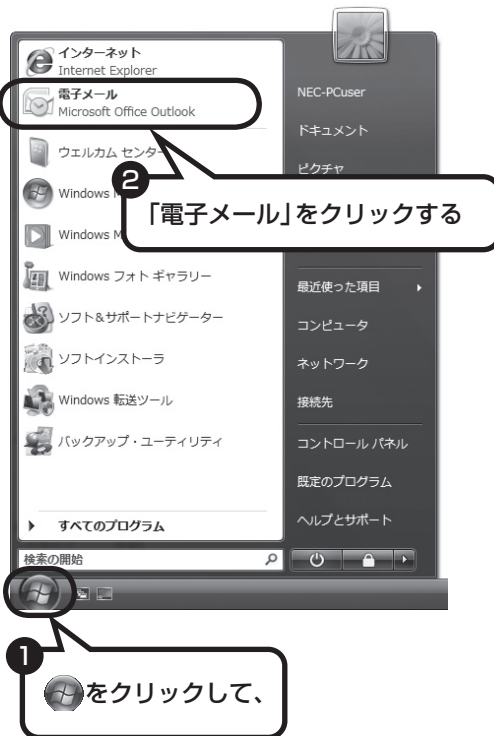 インターネット
Internet Explorer
電子メール
Microsoft Office Outlook
ウェルカム センター
Windows M
Windows M
Windows フォト ギャラリー
ソフト&サポートナビゲーター
ソフトインストーラ
Windows 転送ツール
バックアップ・ユーティリティ
すべてのプログラム
検索の開始
NEC-PCuser
ドキュメント
ピクチャ
最近使った項目
コンピュータ
ネットワーク
接続先
コントロール パネル
既定のプログラム
ヘルプとサポート
2
「電子メール」をクリックする
1
をクリックして、